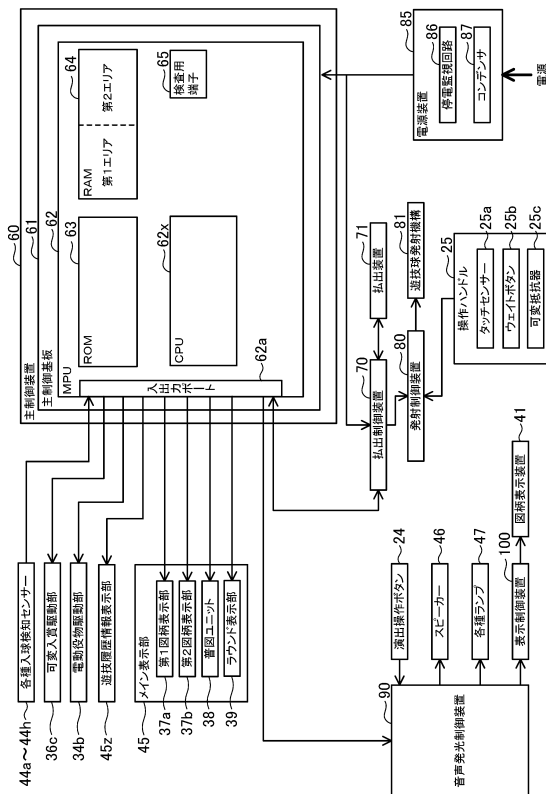 60
主制御装置
61
主制御基板
62
MPU
63
ROM
64
RAM
第1エリア
第2エリア
65
検査用
端子
62x
CPU
入出力ポート
62a
各種入球検知センサー
44a~44h
可変入賞駆動部
36c
電動役物駆動部
34b
遊技履歴情報表示部
45z
メイン表示部
45
第1図柄表示部
37a
第2図柄表示部
37b
普図ユニット
38
ラウンド表示部
39
払出制御装置
70
払出装置
71
発射制御装置
80
遊技球発射機構
81
電源装置
85
停電監視回路
86
コンデンサ
87
電源
操作ハンドル
25
タッチセンサー
25a
ウェイトボタン
25b
可変抵抗器
25c
音声発光制御装置
90
演出操作ボタン
24
スピーカー
46
各種ランプ
47
表示制御装置
100
図柄表示装置
41